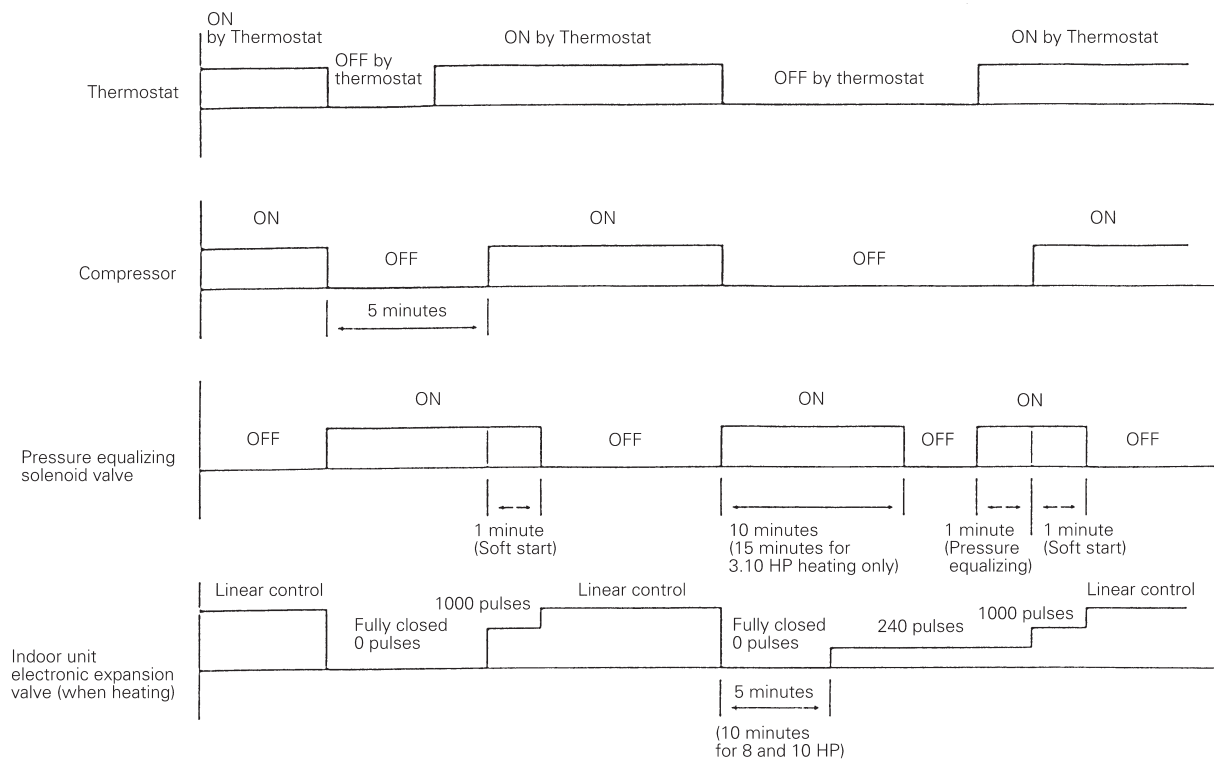 ON
by Thermostat
ON by Thermostat
ON by Thermostat
OFF by
thermostat
OFF by thermostat
Thermostat
ON
ON
ON
OFF
OFF
Compressor
5 minutes
ON
ON
ON
OFF
OFF
OFF
OFF
Pressure equalizing
solenoid valve
1 minute
(Soft start)
10 minutes
(15 minutes for
3.10 HP heating only)
1 minute
(Pressure
equalizing)
1 minute
(Soft start)
Linear control
1000 pulses
Linear control
Linear control
Fully closed
0 pulses
Fully closed
0 pulses
240 pulses
1000 pulses
Indoor unit
electronic expansion
valve (when heating)
5 minutes
(10 minutes
for 8 and 10 HP)